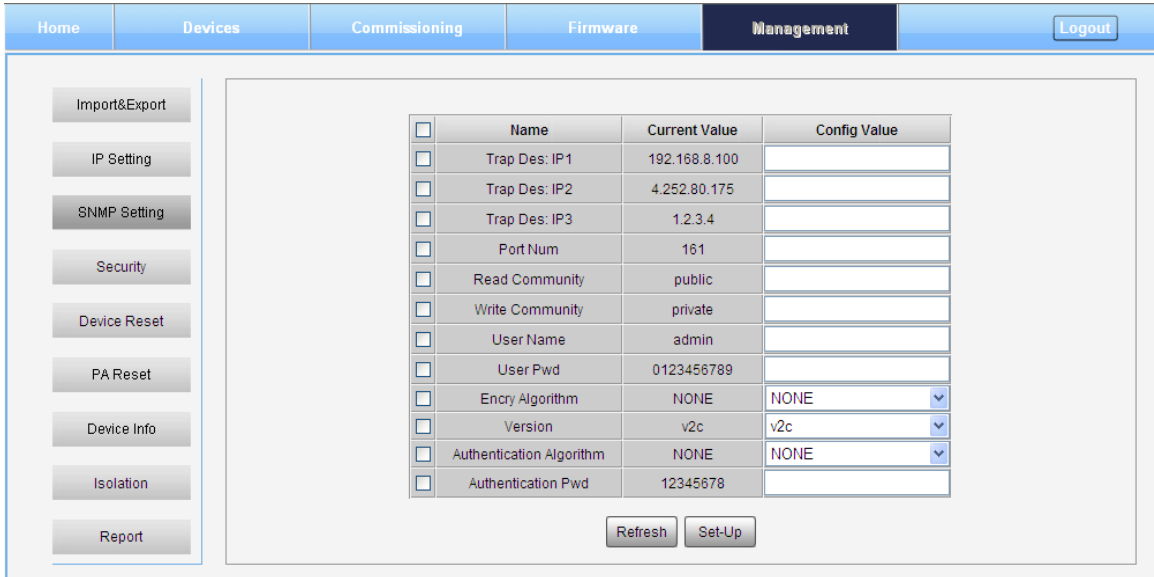 Home Devices Commissioning Firmware Management Logout
Import&Export
IP Setting
SNMP Setting
Security
Device Reset
PA Reset
Device Info
Isolation
Report
Name Current Value Config Value
Trap Des: IP1 192.168.8.100
Trap Des: IP2 4.252.80.175
Trap Des: IP3 1.2.3.4
Port Num 161
Read Community public
Write Community private
User Name admin
User Pwd 0123456789
Encry Algorithm NONE NONE
Version v2c v2c
Authentication Algorithm NONE NONE
Authentication Pwd 12345678
Refresh Set-Up